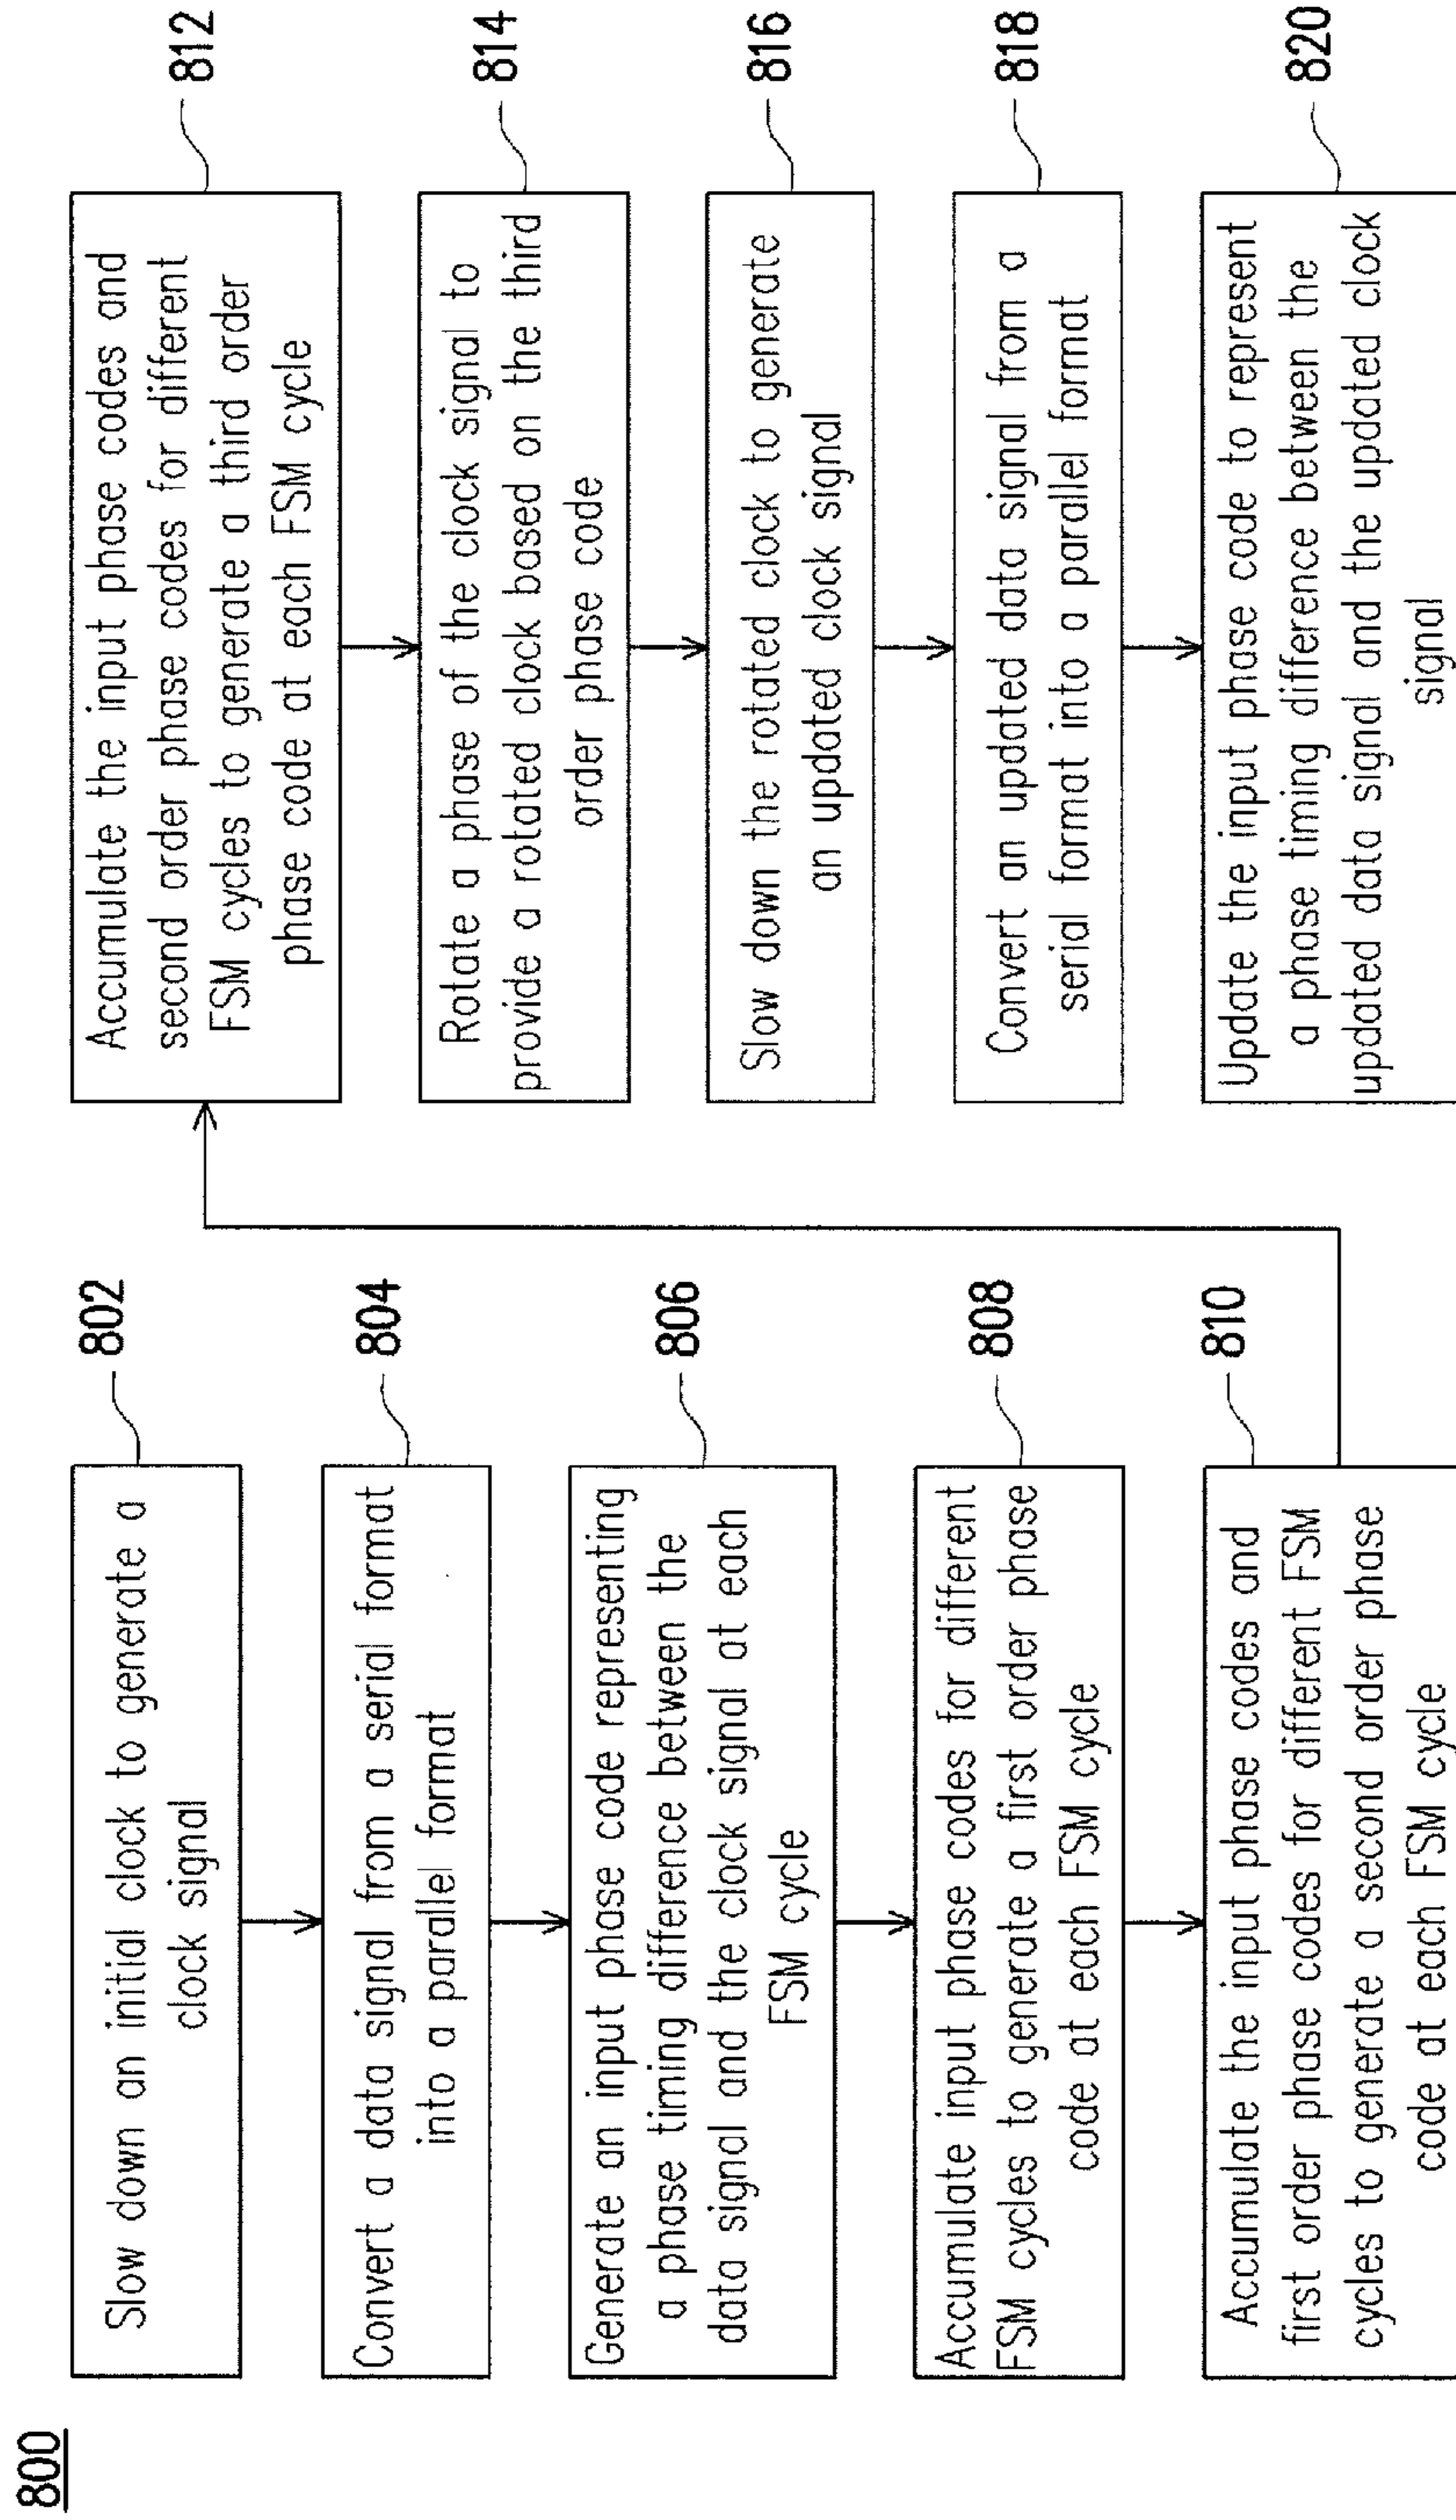 800
802
Slow down an initial clock to generate a
clock signal
804
Convert a data signal from a serial format
into a parallel format
806
Generate an input phase code representing
a phase timing difference between the
data signal and the clock signal at each
FSM cycle
808
Accumulate input phase codes for different
FSM cycles to generate a first order phase
code at each FSM cycle
810
Accumulate the input phase codes and
first order phase codes for different FSM
cycles to generate a second order phase
code at each FSM cycle
812
Accumulate the input phase codes and
second order phase codes for different
FSM cycles to generate a third order
phase code at each FSM cycle
814
Rotate a phase of the clock signal to
provide a rotated clock based on the third
order phase code
816
Slow down the rotated clock to generate
an updated clock signal
818
Convert an updated data signal from a
serial format into a parallel format
820
Update the input phase code to represent
a phase timing difference between the
updated data signal and the updated clock
signal